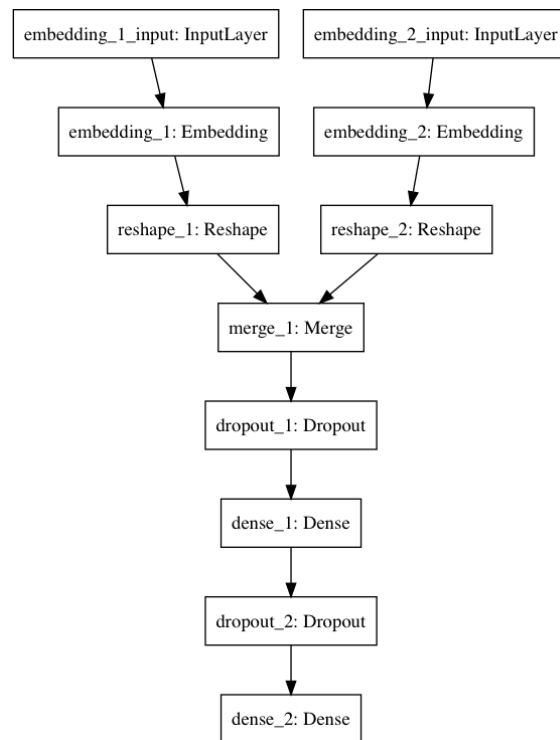 embedding_1_input: InputLayer
embedding_2_input: InputLayer
embedding_1: Embedding
embedding_2: Embedding
reshape_1: Reshape
reshape_2: Reshape
merge_1: Merge
dropout_1: Dropout
dense_1: Dense
dropout_2: Dropout
dense_2: Dense